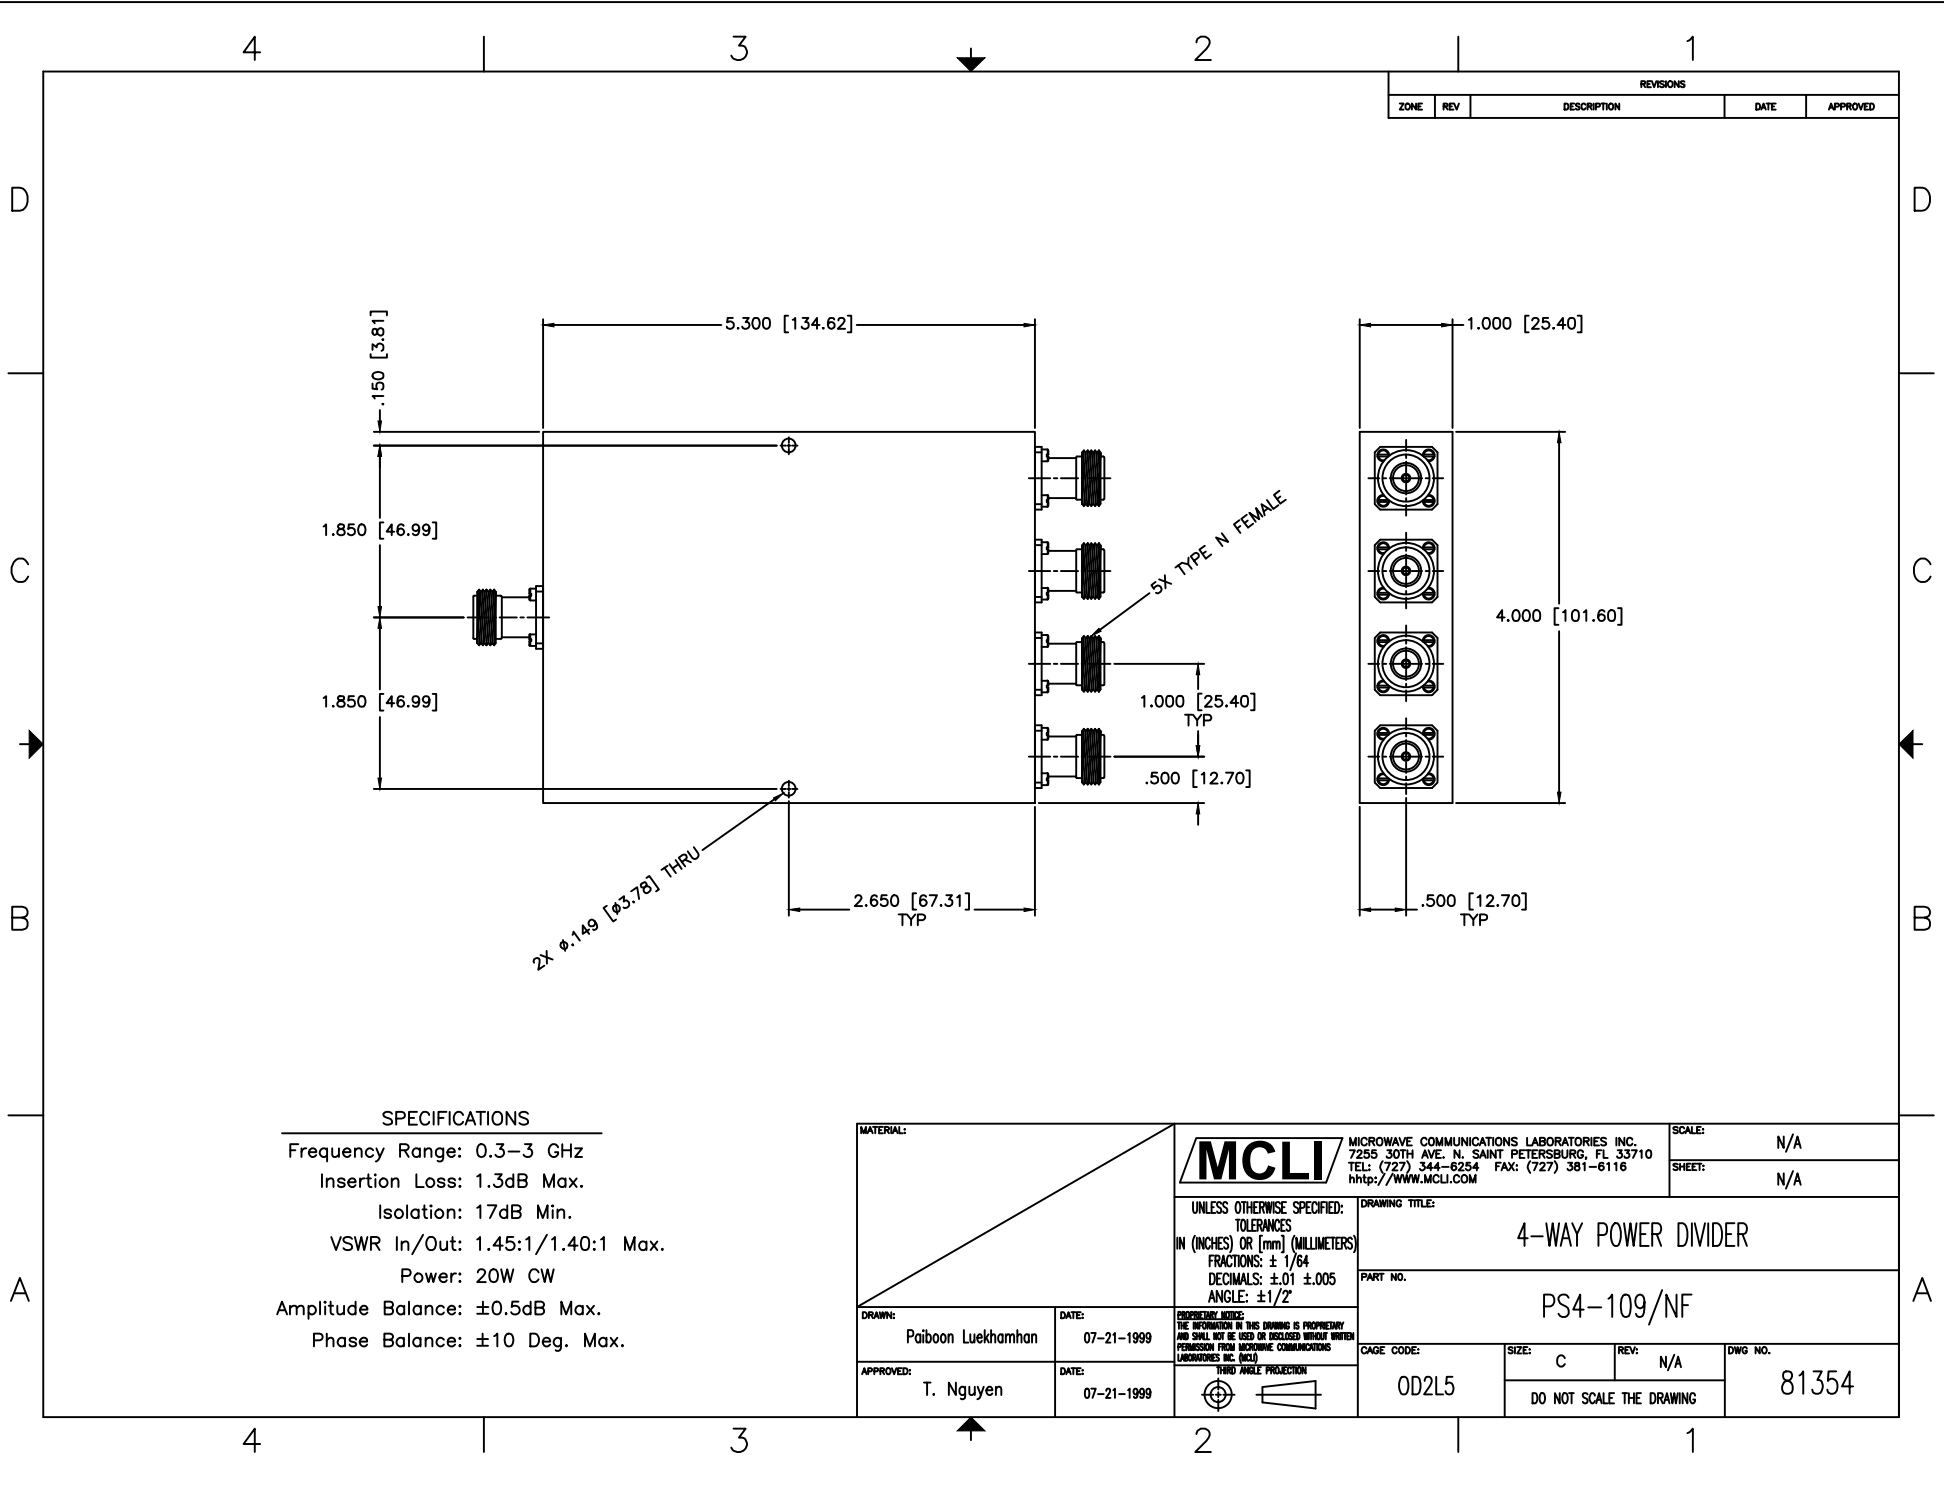 4 3 2 1
REVISIONS
ZONE REV DESCRIPTION DATE APPROVED
D D
.150 [3.81]
5.300 [134.62]
1.000 [25.40]
1.850 [46.99]
5X TYPE N FEMALE
C C
4.000 [101.60]
1.850 [46.99]
1.000 [25.40]
TYP
.500 [12.70]
2X ø.149 [ø3.78] THRU
2.650 [67.31]
TYP
.500 [12.70]
TYP
B B
SPECIFICATIONS
Frequency Range: 0.3-3 GHz
Insertion Loss: 1.3dB Max.
Isolation: 17dB Min.
VSWR In/Out: 1.45:1/1.40:1 Max.
Power: 20W CW
Amplitude Balance: ±0.5dB Max.
Phase Balance: ±10 Deg. Max.
A A
MATERIAL:
MCLI
MICROWAVE COMMUNICATIONS LABORATORIES INC.
7255 30TH AVE. N. SAINT PETERSBURG, FL 33710
TEL: (727) 344-6254 FAX: (727) 381-6116
hhtp://WWW.MCLI.COM
SCALE: N/A
SHEET: N/A
UNLESS OTHERWISE SPECIFIED:
TOLERANCES
IN (INCHES) OR [mm] (MILLIMETERS)
FRACTIONS: ± 1/64
DECIMALS: ±.01 ±.005
ANGLE: ±1/2°
DRAWING TITLE:
4-WAY POWER DIVIDER
PART NO.
PS4-109/NF
DRAWN: Paiboon Luekhamhan
DATE: 07-21-1999
PROPRIETARY NOTICE:
THE INFORMATION IN THIS DRAWING IS PROPRIETARY
AND SHALL NOT BE USED OR DISCLOSED WITHOUT WRITTEN
PERMISSION FROM MICROWAVE COMMUNICATIONS
LABORATORIES INC. (MCLI)
APPROVED: T. Nguyen
DATE: 07-21-1999
THIRD ANGLE PROJECTION
CAGE CODE: OD2L5
SIZE: C
REV: N/A
DO NOT SCALE THE DRAWING
DWG NO. 81354
4 3 2 1